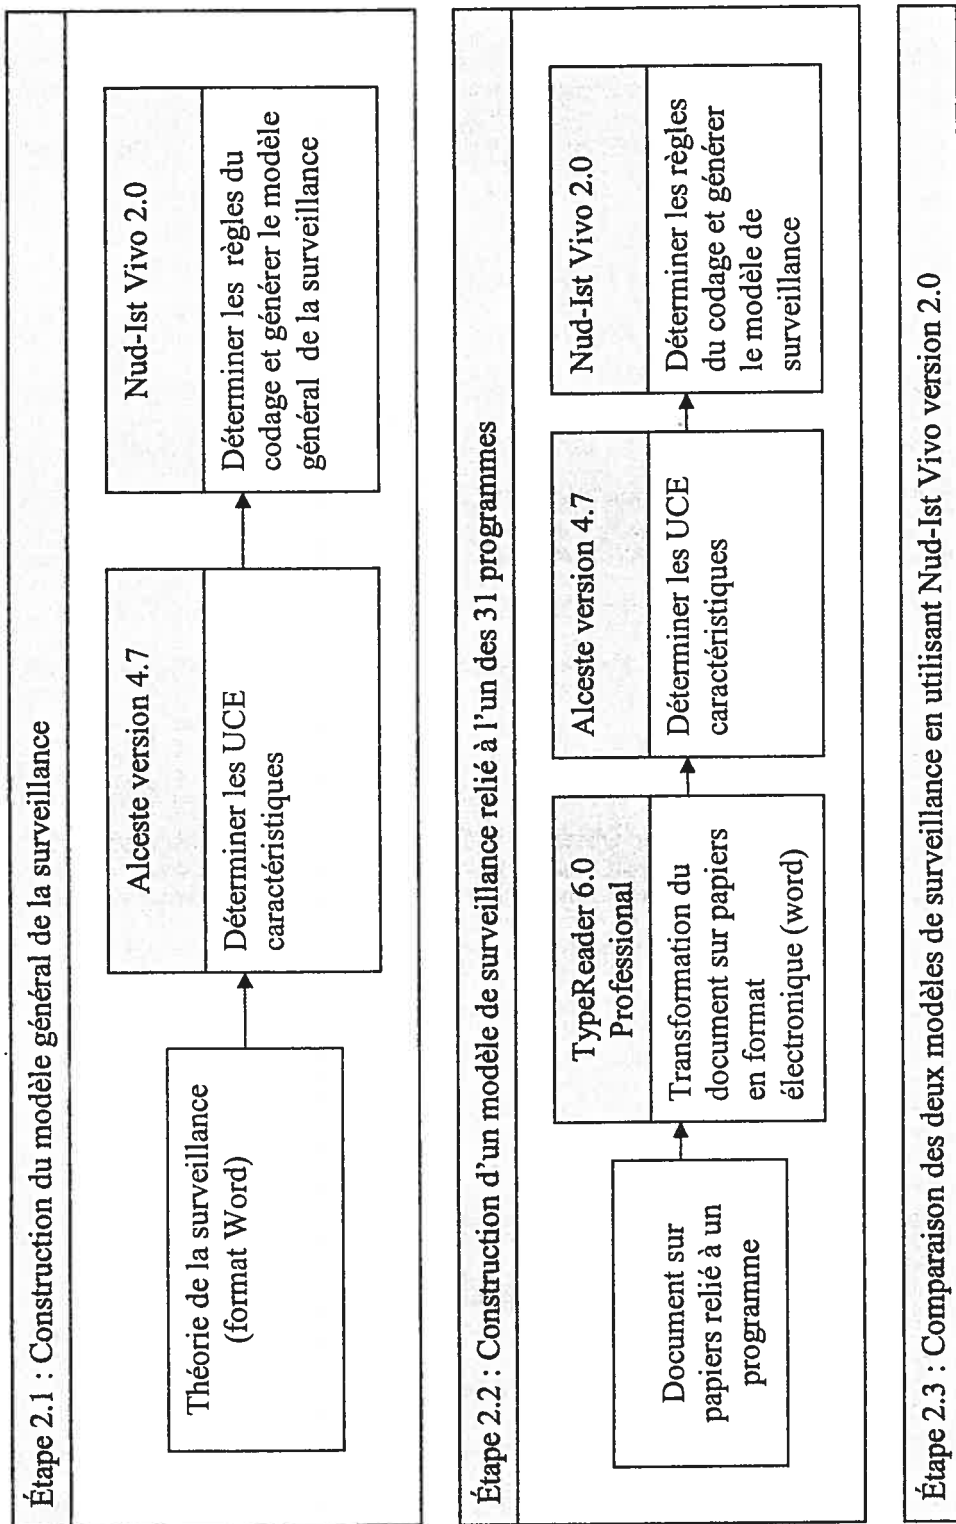 Étape 2.1 : Construction du modèle général de la surveillance
Théorie de la surveillance
(format Word)
Alceste version 4.7
Déterminer les UCE
caractéristiques
Nud-Ist Vivo 2.0
Déterminer les règles du
codage et générer le modèle
général de la surveillance
Étape 2.2 : Construction d'un modèle de surveillance relié à l'un des 31 programmes
Document sur
papiers relié à un
programme
TypeReader 6.0
Professional
Transformation du
document sur papiers
en format
électronique (word)
Alceste version 4.7
Déterminer les UCE
caractéristiques
Nud-Ist Vivo 2.0
Déterminer les règles
du codage et générer
le modèle de
surveillance
Étape 2.3 : Comparaison des deux modèles de surveillance en utilisant Nud-Ist Vivo version 2.0